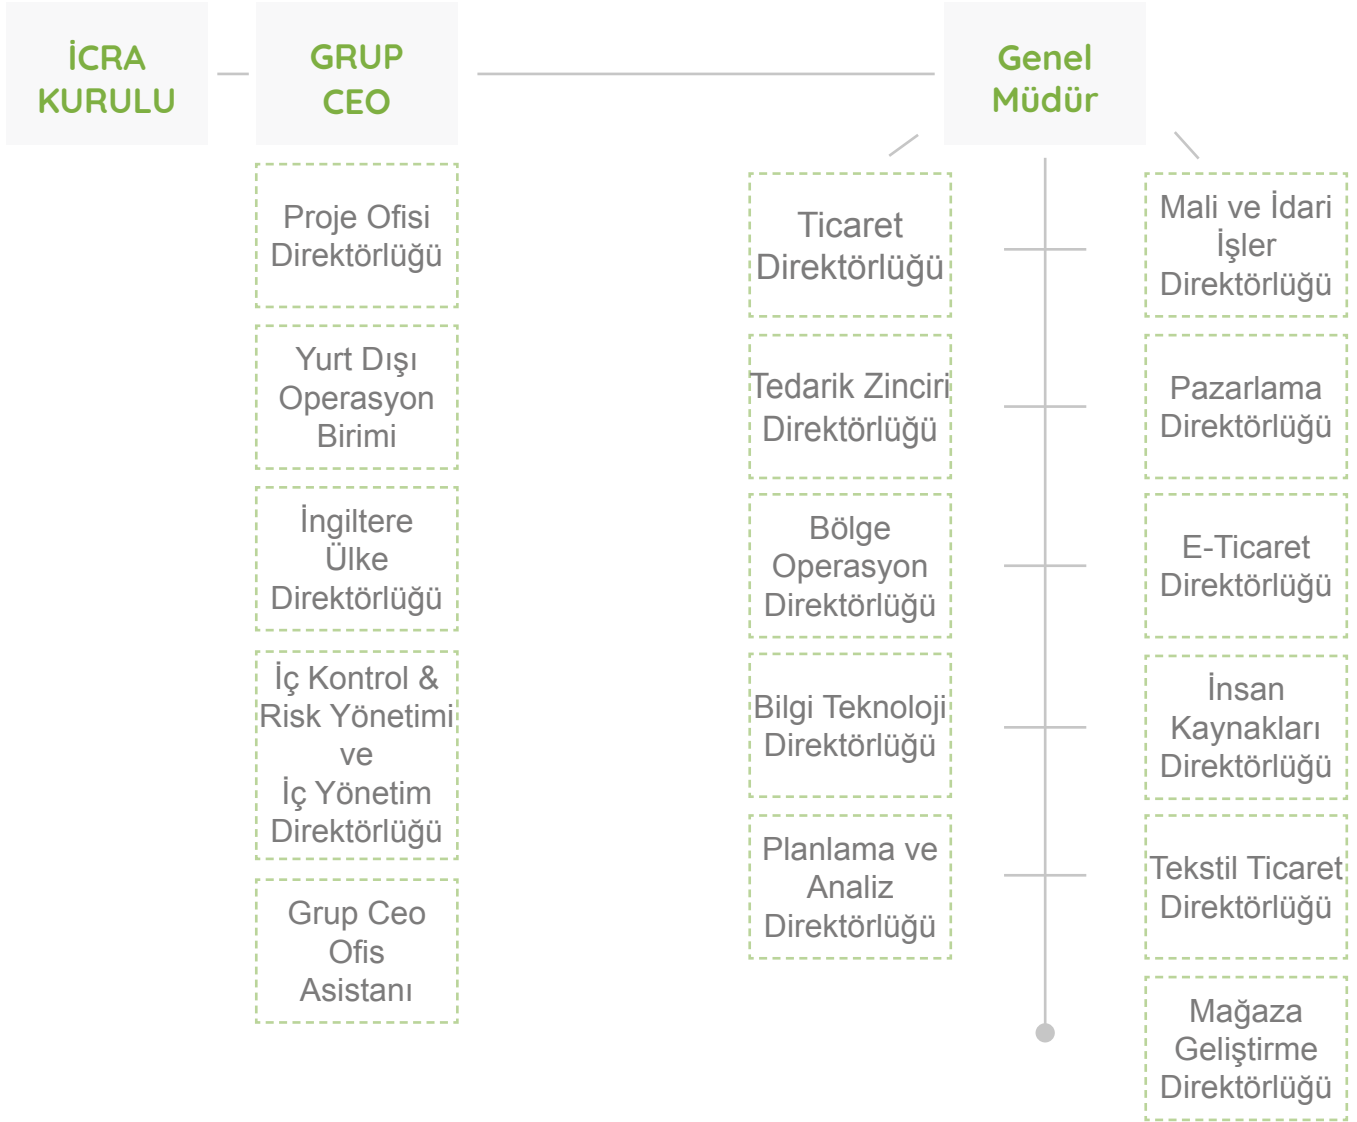 İCRA
KURULU
GRUP
CEO
Genel
Müdür
Proje Ofisi
Direktörlüğü
Yurt Dışı
Operasyon
Birimi
İngiltere
Ülke
Direktörlüğü
İç Kontrol &
Risk Yönetimi
ve
İç Yönetim
Direktörlüğü
Grup Ceo
Ofis
Asistanı
Ticaret
Direktörlüğü
Tedarik Zinciri
Direktörlüğü
Bölge
Operasyon
Direktörlüğü
Bilgi Teknoloji
Direktörlüğü
Planlama ve
Analiz
Direktörlüğü
Mali ve İdari
İşler
Direktörlüğü
Pazarlama
Direktörlüğü
E-Ticaret
Direktörlüğü
İnsan
Kaynakları
Direktörlüğü
Tekstil Ticaret
Direktörlüğü
Mağaza
Geliştirme
Direktörlüğü